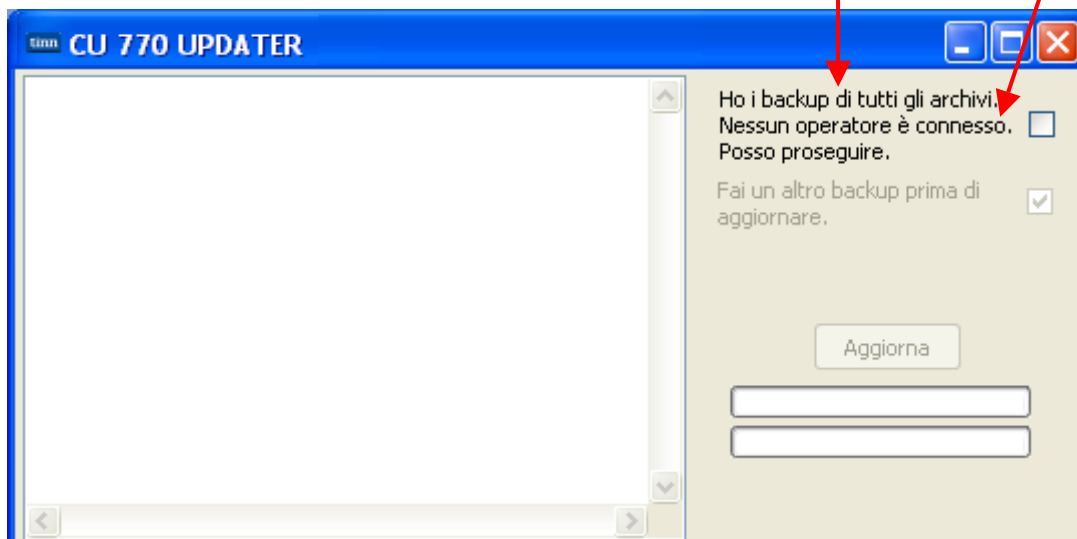 tinn CU 770 UPDATER
Ho i backup di tutti gli archivi.
Nessun operatore è connesso.
Posso proseguire.
Fai un altro backup prima di
aggiornare.
Aggiorna